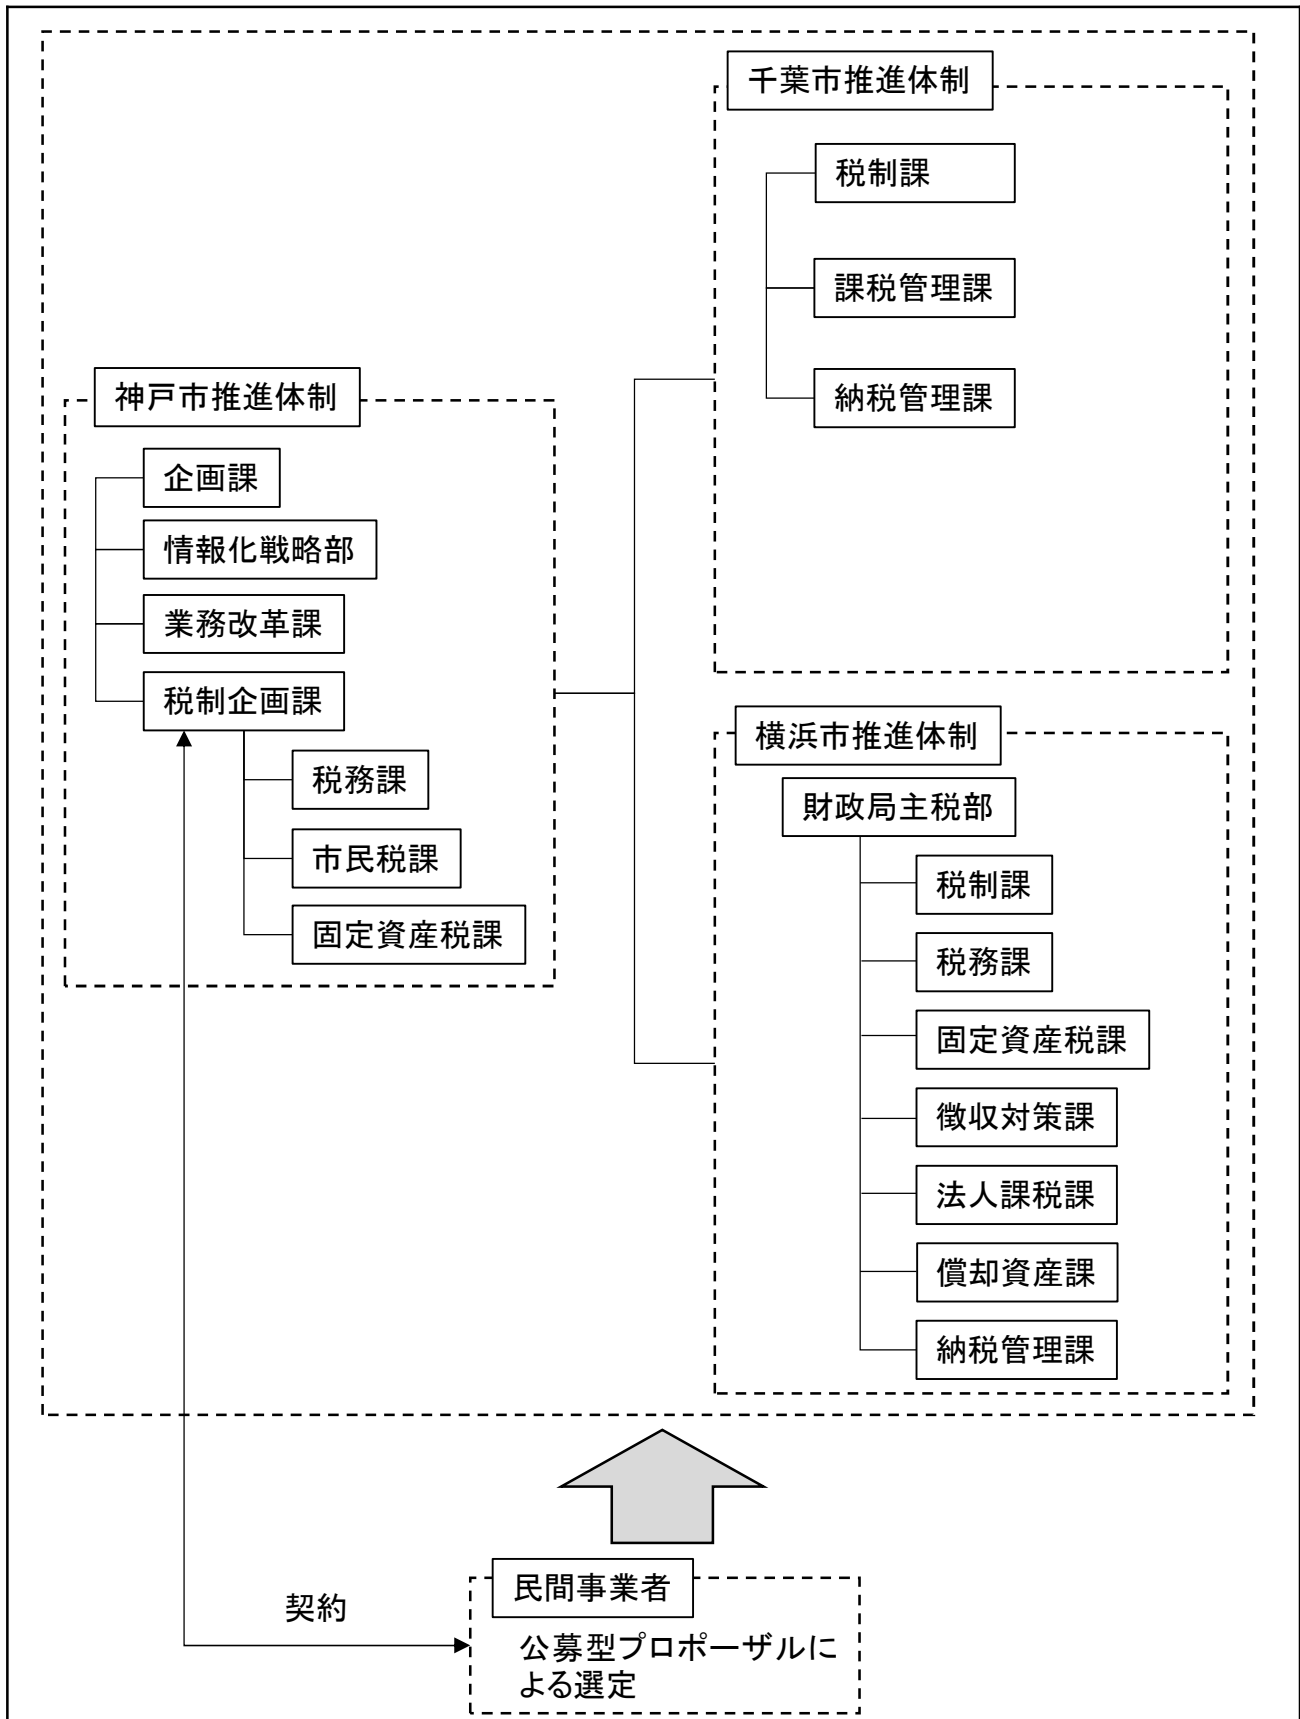 千葉市推進体制
税制課
課税管理課
納税管理課
神戸市推進体制
企画課
情報化戦略部
業務改革課
税制企画課
税務課
市民税課
固定資産税課
横浜市推進体制
財政局主税部
税制課
税務課
固定資産税課
徴収対策課
法人課税課
償却資産課
納税管理課
契約
民間事業者
公募型プロポーザルに
よる選定